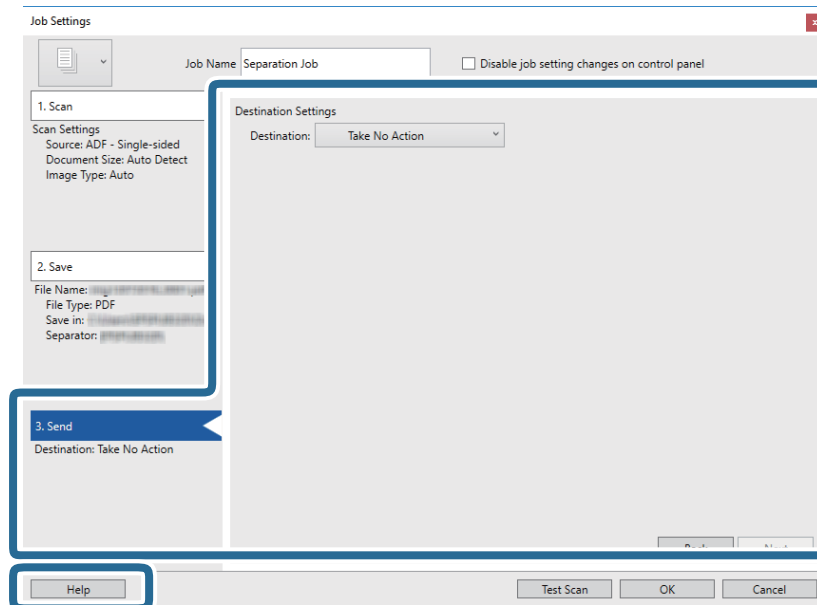 Job Settings
Job Name Separation Job
Disable job setting changes on control panel
1. Scan
Scan Settings
Source: ADF - Single-sided
Document Size: Auto Detect
Image Type: Auto
2. Save
File Name:
File Type: PDF
Save in:
Separator:
3. Send
Destination: Take No Action
Destination Settings
Destination: Take No Action
Back Next
Help
Test Scan
OK
Cancel